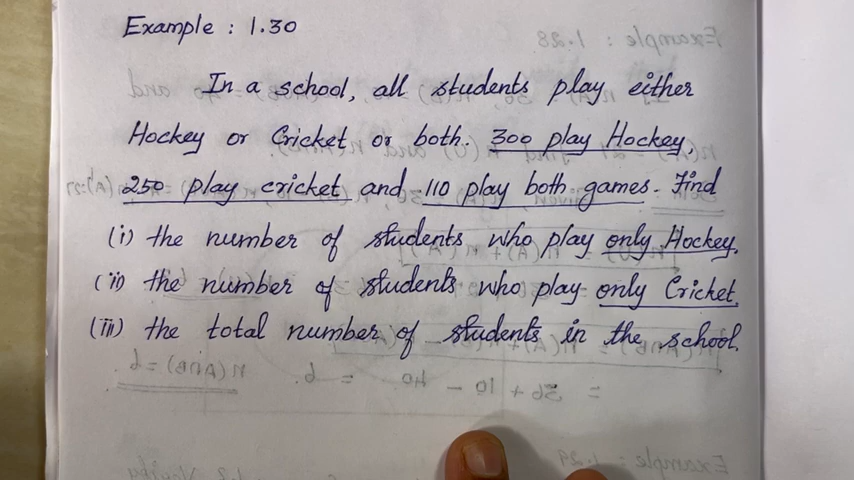 Example : 1.30
In a school, all students play either
Hockey or Cricket or both. 300 play Hockey,
250 play cricket and 110 play both games. Find
(i) the number of students who play only Hockey.
(ii) the number of students who play only Cricket.
(iii) the total number of students in the school.